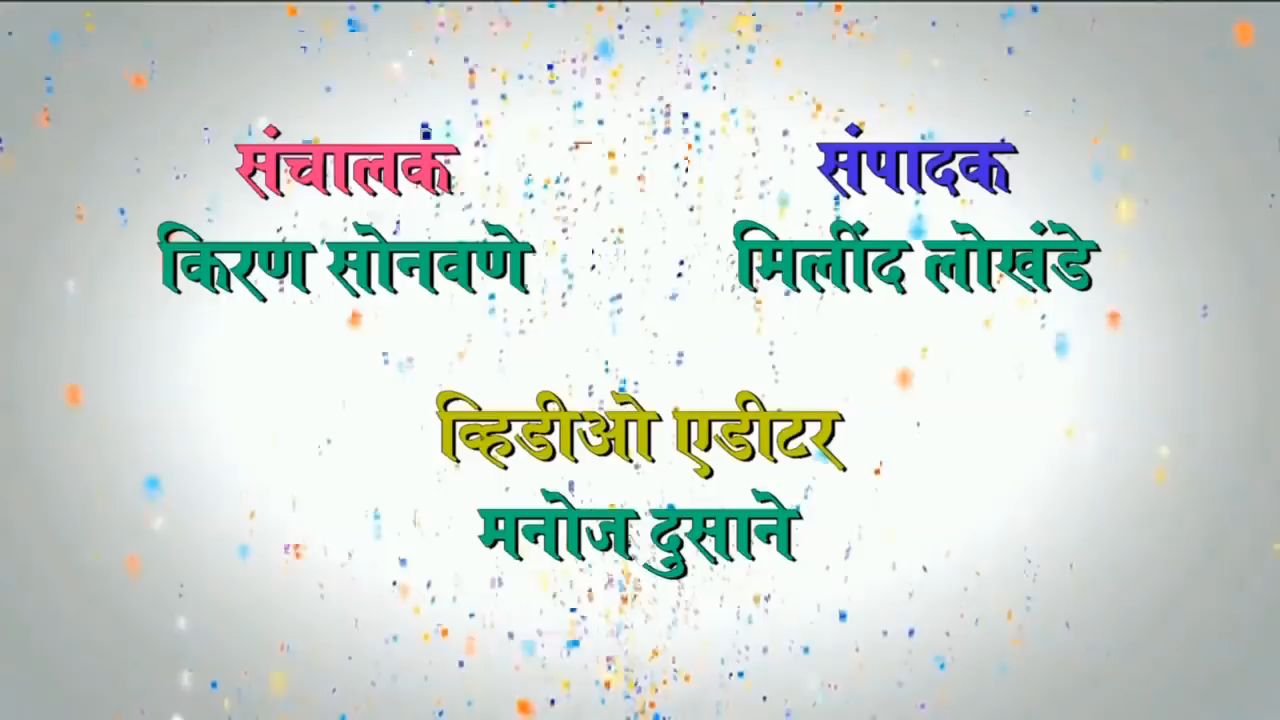 संचालक
किरण सोनवणे
संपादक
मिलींद लोखंडे
व्हिडीओ एडीटर
मनोज दुसाने